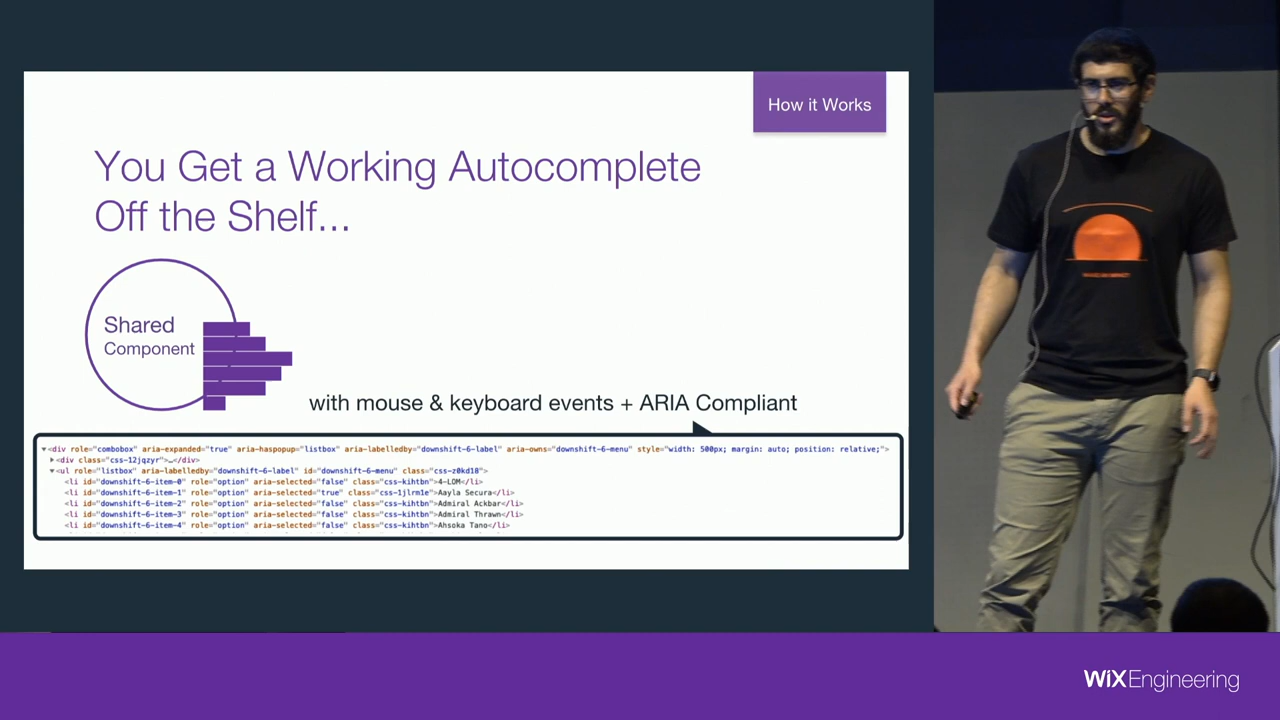 How it Works
You Get a Working Autocomplete
Off the Shelf...
Shared
Component
with mouse & keyboard events + ARIA Compliant
▼<div role="combobox" aria-expanded="true" aria-haspopup="listbox" aria-labelledby="downshift-6-label" aria-owns="downshift-6-menu" style="width: 500px; margin: auto; position: relative;">
▶<div class="css-12jqzyr">…</div>
▼<ul role="listbox" aria-labelledby="downshift-6-label" id="downshift-6-menu" class="css-z0kd18">
<li id="downshift-6-item-0" role="option" aria-selected="false" class="css-kihtbn">4-LOM</li>
<li id="downshift-6-item-1" role="option" aria-selected="true" class="css-1jlrm1e">Aayla Secura</li>
<li id="downshift-6-item-2" role="option" aria-selected="false" class="css-kihtbn">Admiral Ackbar</li>
<li id="downshift-6-item-3" role="option" aria-selected="false" class="css-kihtbn">Admiral Thrawn</li>
<li id="downshift-6-item-4" role="option" aria-selected="false" class="css-kihtbn">Ahsoka Tano</li>
WiXEngineering